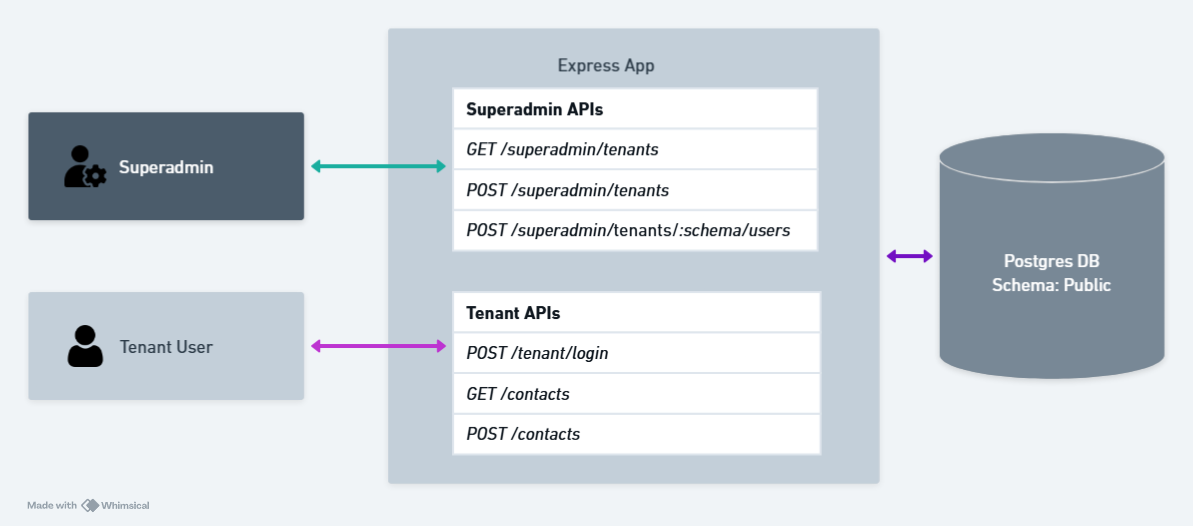 Express App
Superadmin
Superadmin APIs
GET /superadmin/tenants
POST /superadmin/tenants
POST /superadmin/tenants/:schema/users
Tenant User
Tenant APIs
POST /tenant/login
GET /contacts
POST /contacts
Postgres DB
Schema: Public
Made with Whimsical